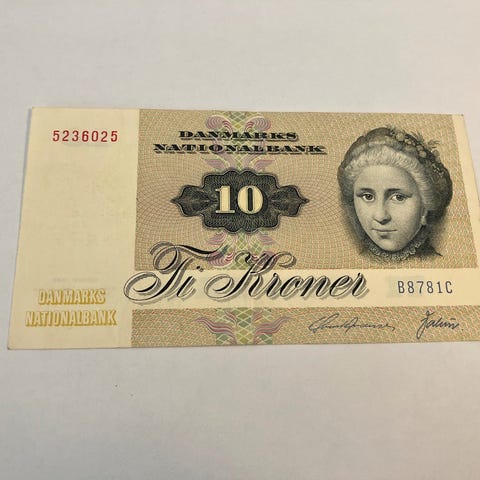 5236025
DANMARKS
NATIONALBANK
10
Ti Kroner
B8781C
DANMARKS
NATIONALBANK